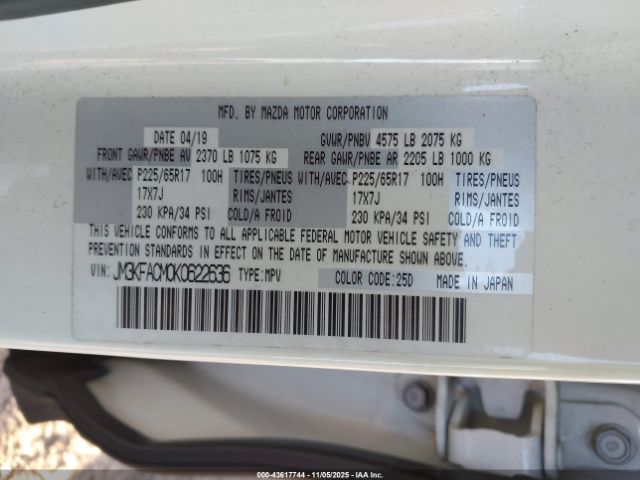 MFD. BY MAZDA MOTOR CORPORATION
DATE 04/19 GVWR/PNBV 4575 LB 2075 KG
FRONT GAWR/PNBE AV 2370 LB 1075 KG REAR GAWR/PNBE AR 2205 LB 1000 KG
WITH/AVEC P225/65R17 100H TIRES/PNEUS WITH/AVEC P225/65R17 100H TIRES/PNEUS
17X7J RIMS/JANTES 17X7J RIMS/JANTES
230 KPA/34 PSI COLD/A FROID 230 KPA/34 PSI COLD/A FROID
THIS VEHICLE CONFORMS TO ALL APPLICABLE FEDERAL MOTOR VEHICLE SAFETY AND THEFT
PREVENTION STANDARDS IN EFFECT ON THE DATE OF MANUFACTURE SHOWN ABOVE.
VIN: JM3KFACM0K0622636 TYPE:MPV COLOR CODE:25D MADE IN JAPAN
000-43617744 | 11/05/2025 - IAAI.COM